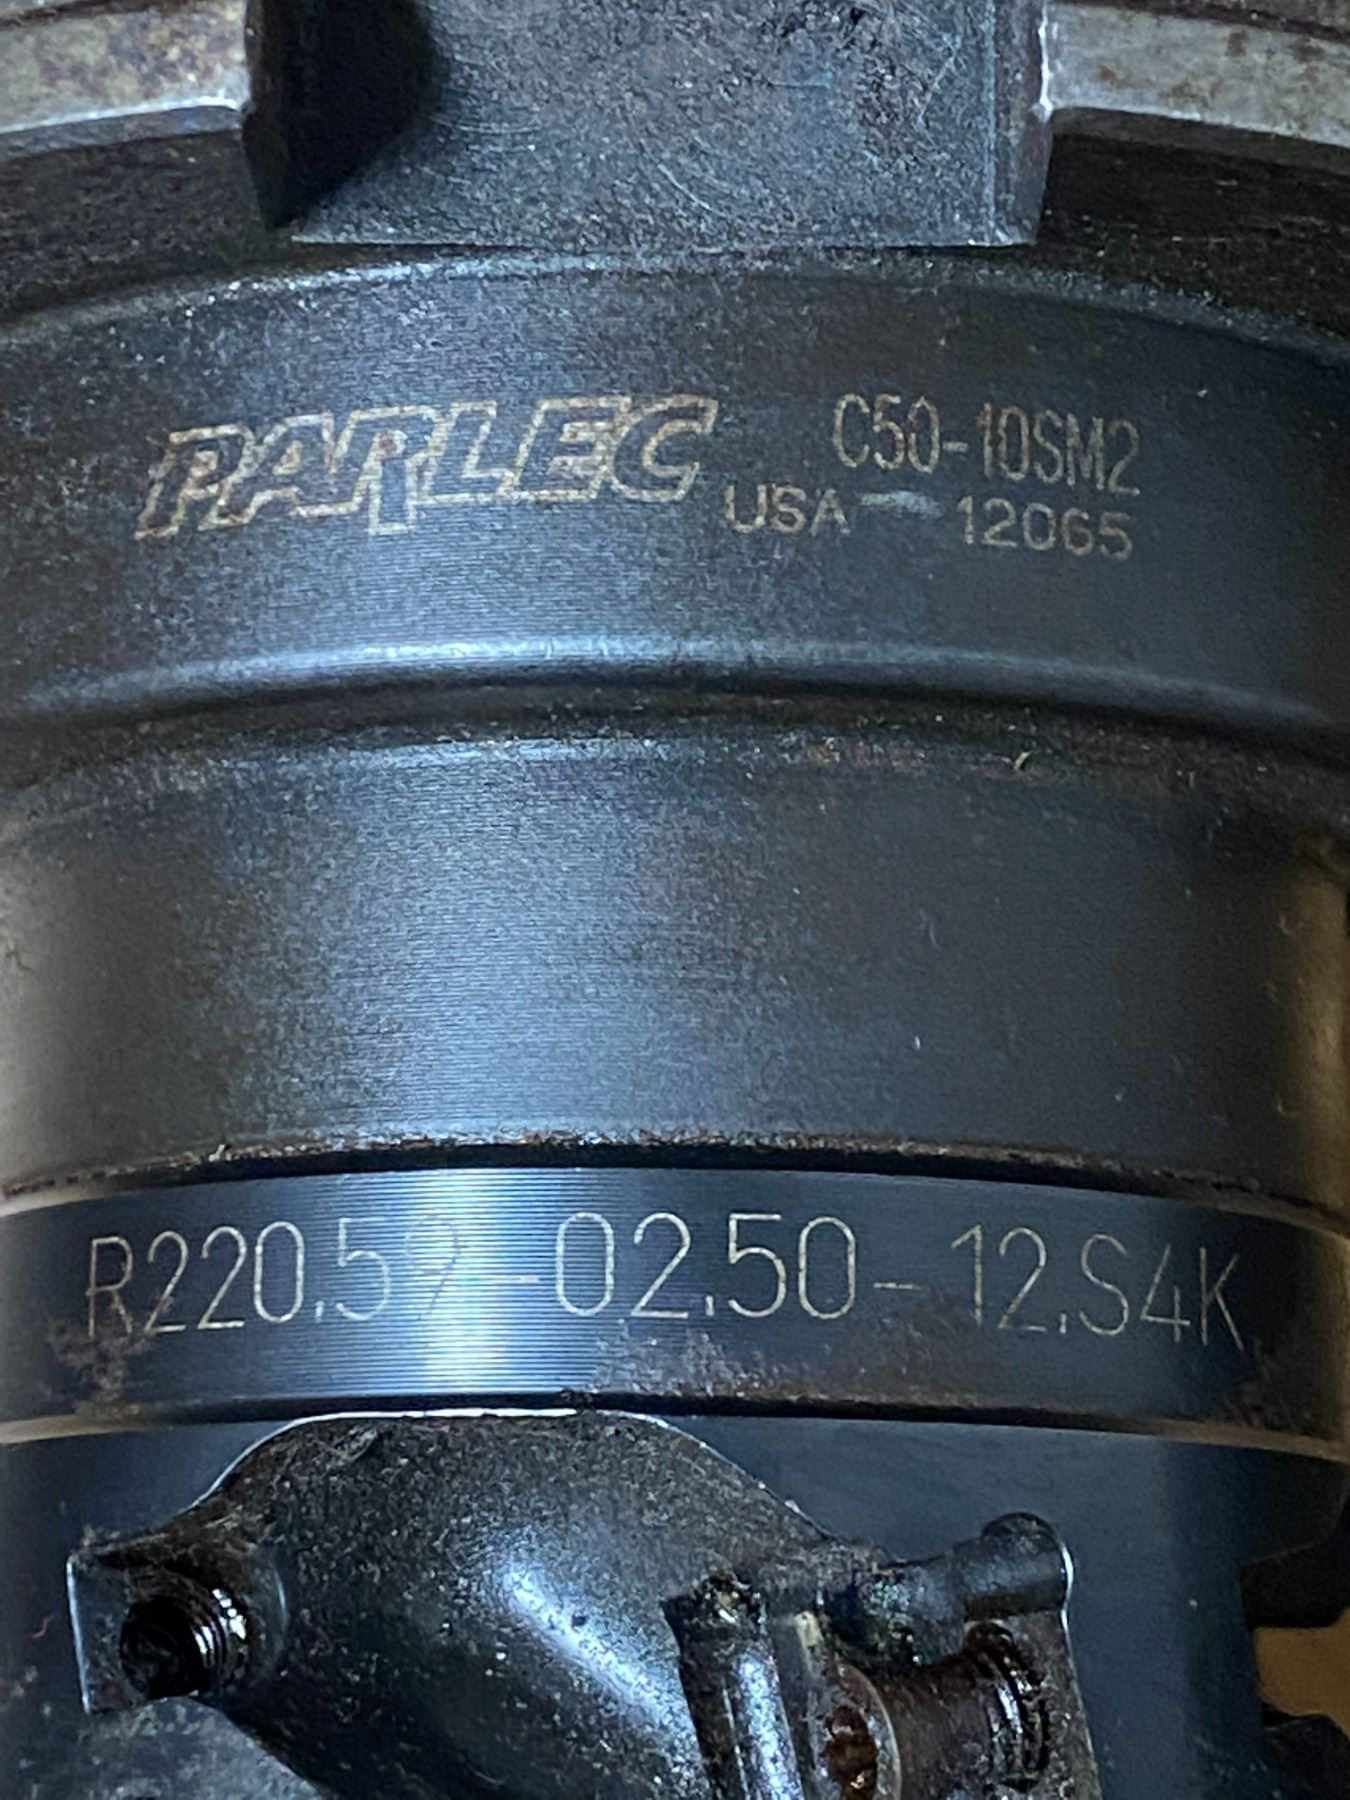 PARLEC C50-10SM2
USA 12065
R220.59-02.50-12.S4K